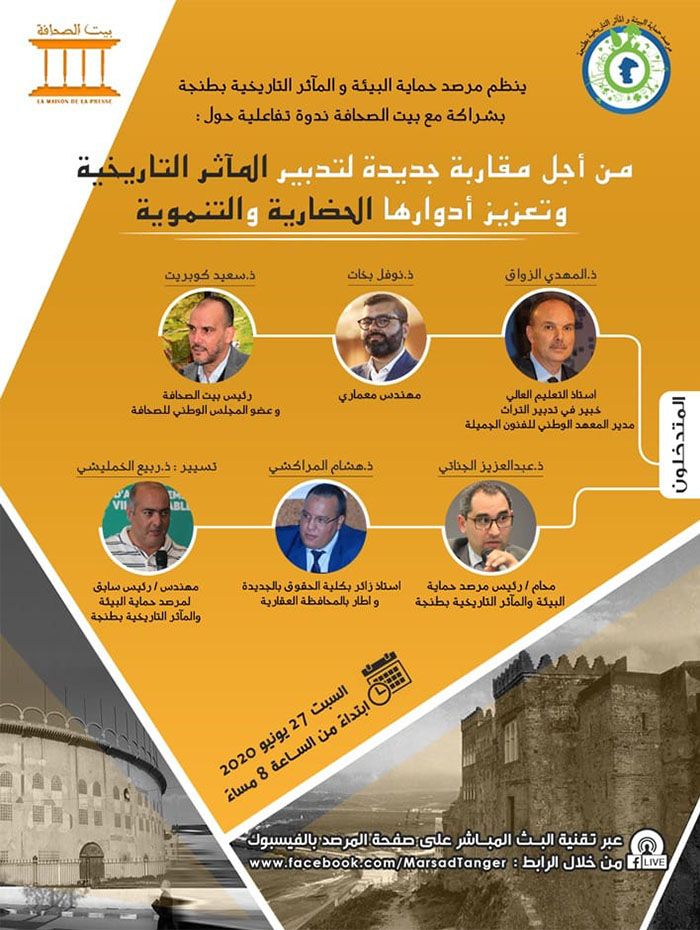 بيت الصحافة
LA MAISON DE LA PRESSE
مرصد حماية البيئة و المآثر التاريخية بطنجة
ينظم مرصد حماية البيئة و المآثر التاريخية بطنجة
بشراكة مع بيت الصحافة ندوة تفاعلية حول :
من أجل مقاربة جديدة لتدبير المآثر التاريخية
وتعزيز أدوارها الحضارية والتنموية
المتدخلون
ذ.المهدي الزواق
استاذ التعليم العالي
خبير في تدبير التراث
مدير المعهد الوطني للفنون الجميلة
ذ.نوفل بخات
مهندس معماري
ذ.سعيد كوبريت
رئيس بيت الصحافة
و عضو المجلس الوطني للصحافة
ذ.عبدالعزيز الجناتي
محام / رئيس مرصد حماية
البيئة والمآثر التاريخية بطنجة
ذ.هشام المراكشي
استاذ زائر بكلية الحقوق بالجديدة
و اطار بالمحافظة العقارية
تسيير : ذ.ربيع الخمليشي
مهندس / رئيس سابق
لمرصد حماية البيئة
والمآثر التاريخية بطنجة
السبت 27 يونيو 2020
ابتداءً من الساعة 8 مساءً
عبر تقنية البث المباشر على صفحة المرصد بالفيسبوك
من خلال الرابط : www.facebook.com/MarsadTanger
f LIVE